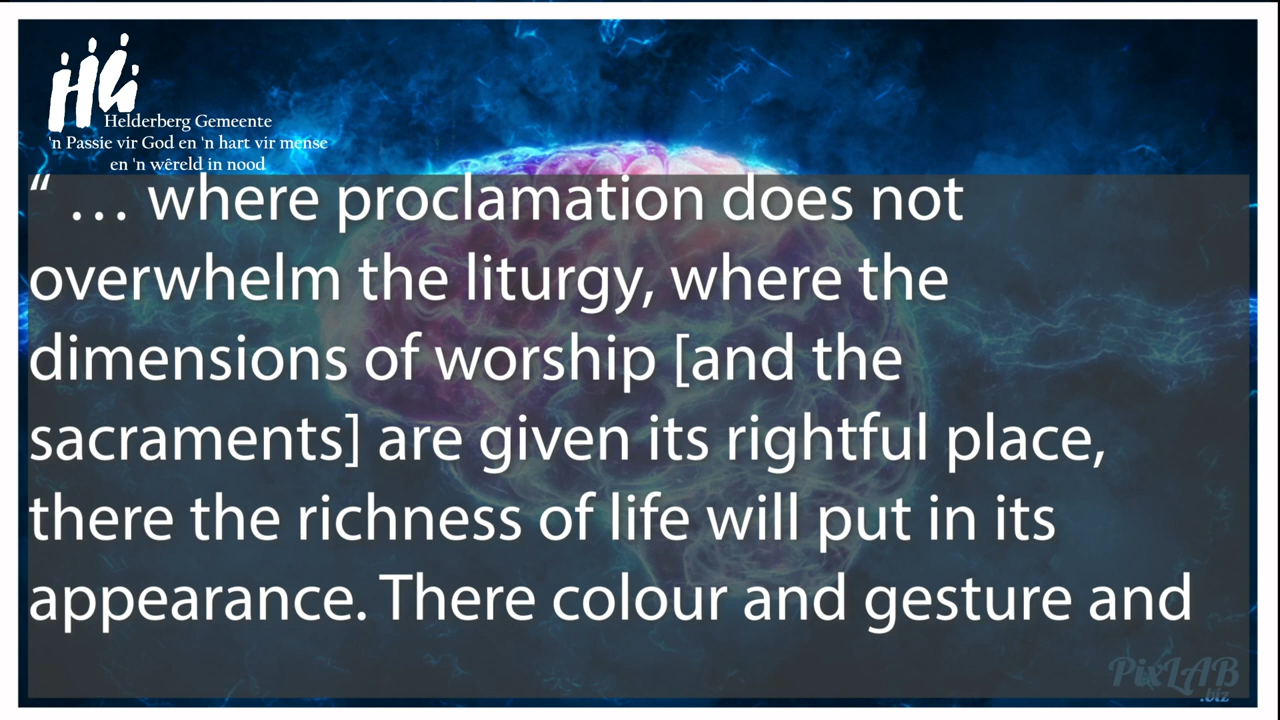 HG
Helderberg Gemeente
'n Passie vir God en 'n hart vir mense
en 'n wêreld in nood
“ … where proclamation does not
overwhelm the liturgy, where the
dimensions of worship [and the
sacraments] are given its rightful place,
there the richness of life will put in its
appearance. There colour and gesture and
PixLAB
.biz